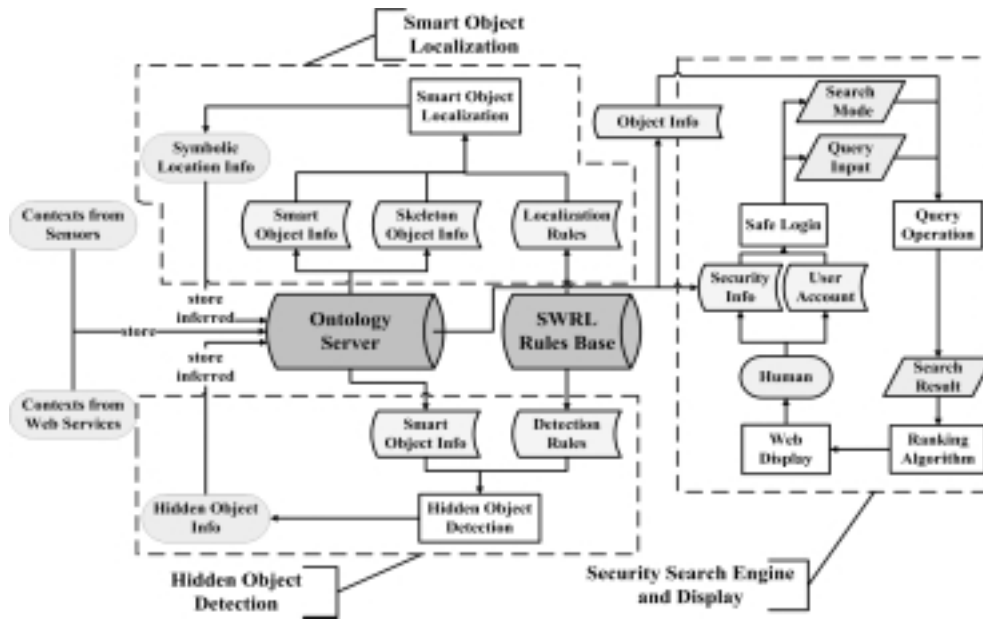 Smart Object
Localization
Smart Object
Localization
Symbolic
Location Info
Contexts from
Sensors
Smart
Object Info
Skeleton
Object Info
Localization
Rules
Object Info
Search
Mode
Query
Input
Safe Login
Query
Operation
Security
Info
User
Account
store
inferred
store
store
inferred
Ontology
Server
SWRL
Rules Base
Human
Search
Result
Contexts from
Web Services
Smart
Object Info
Detection
Rules
Web
Display
Ranking
Algorithm
Hidden Object
Info
Hidden Object
Detection
Hidden Object
Detection
Security Search Engine
and Display